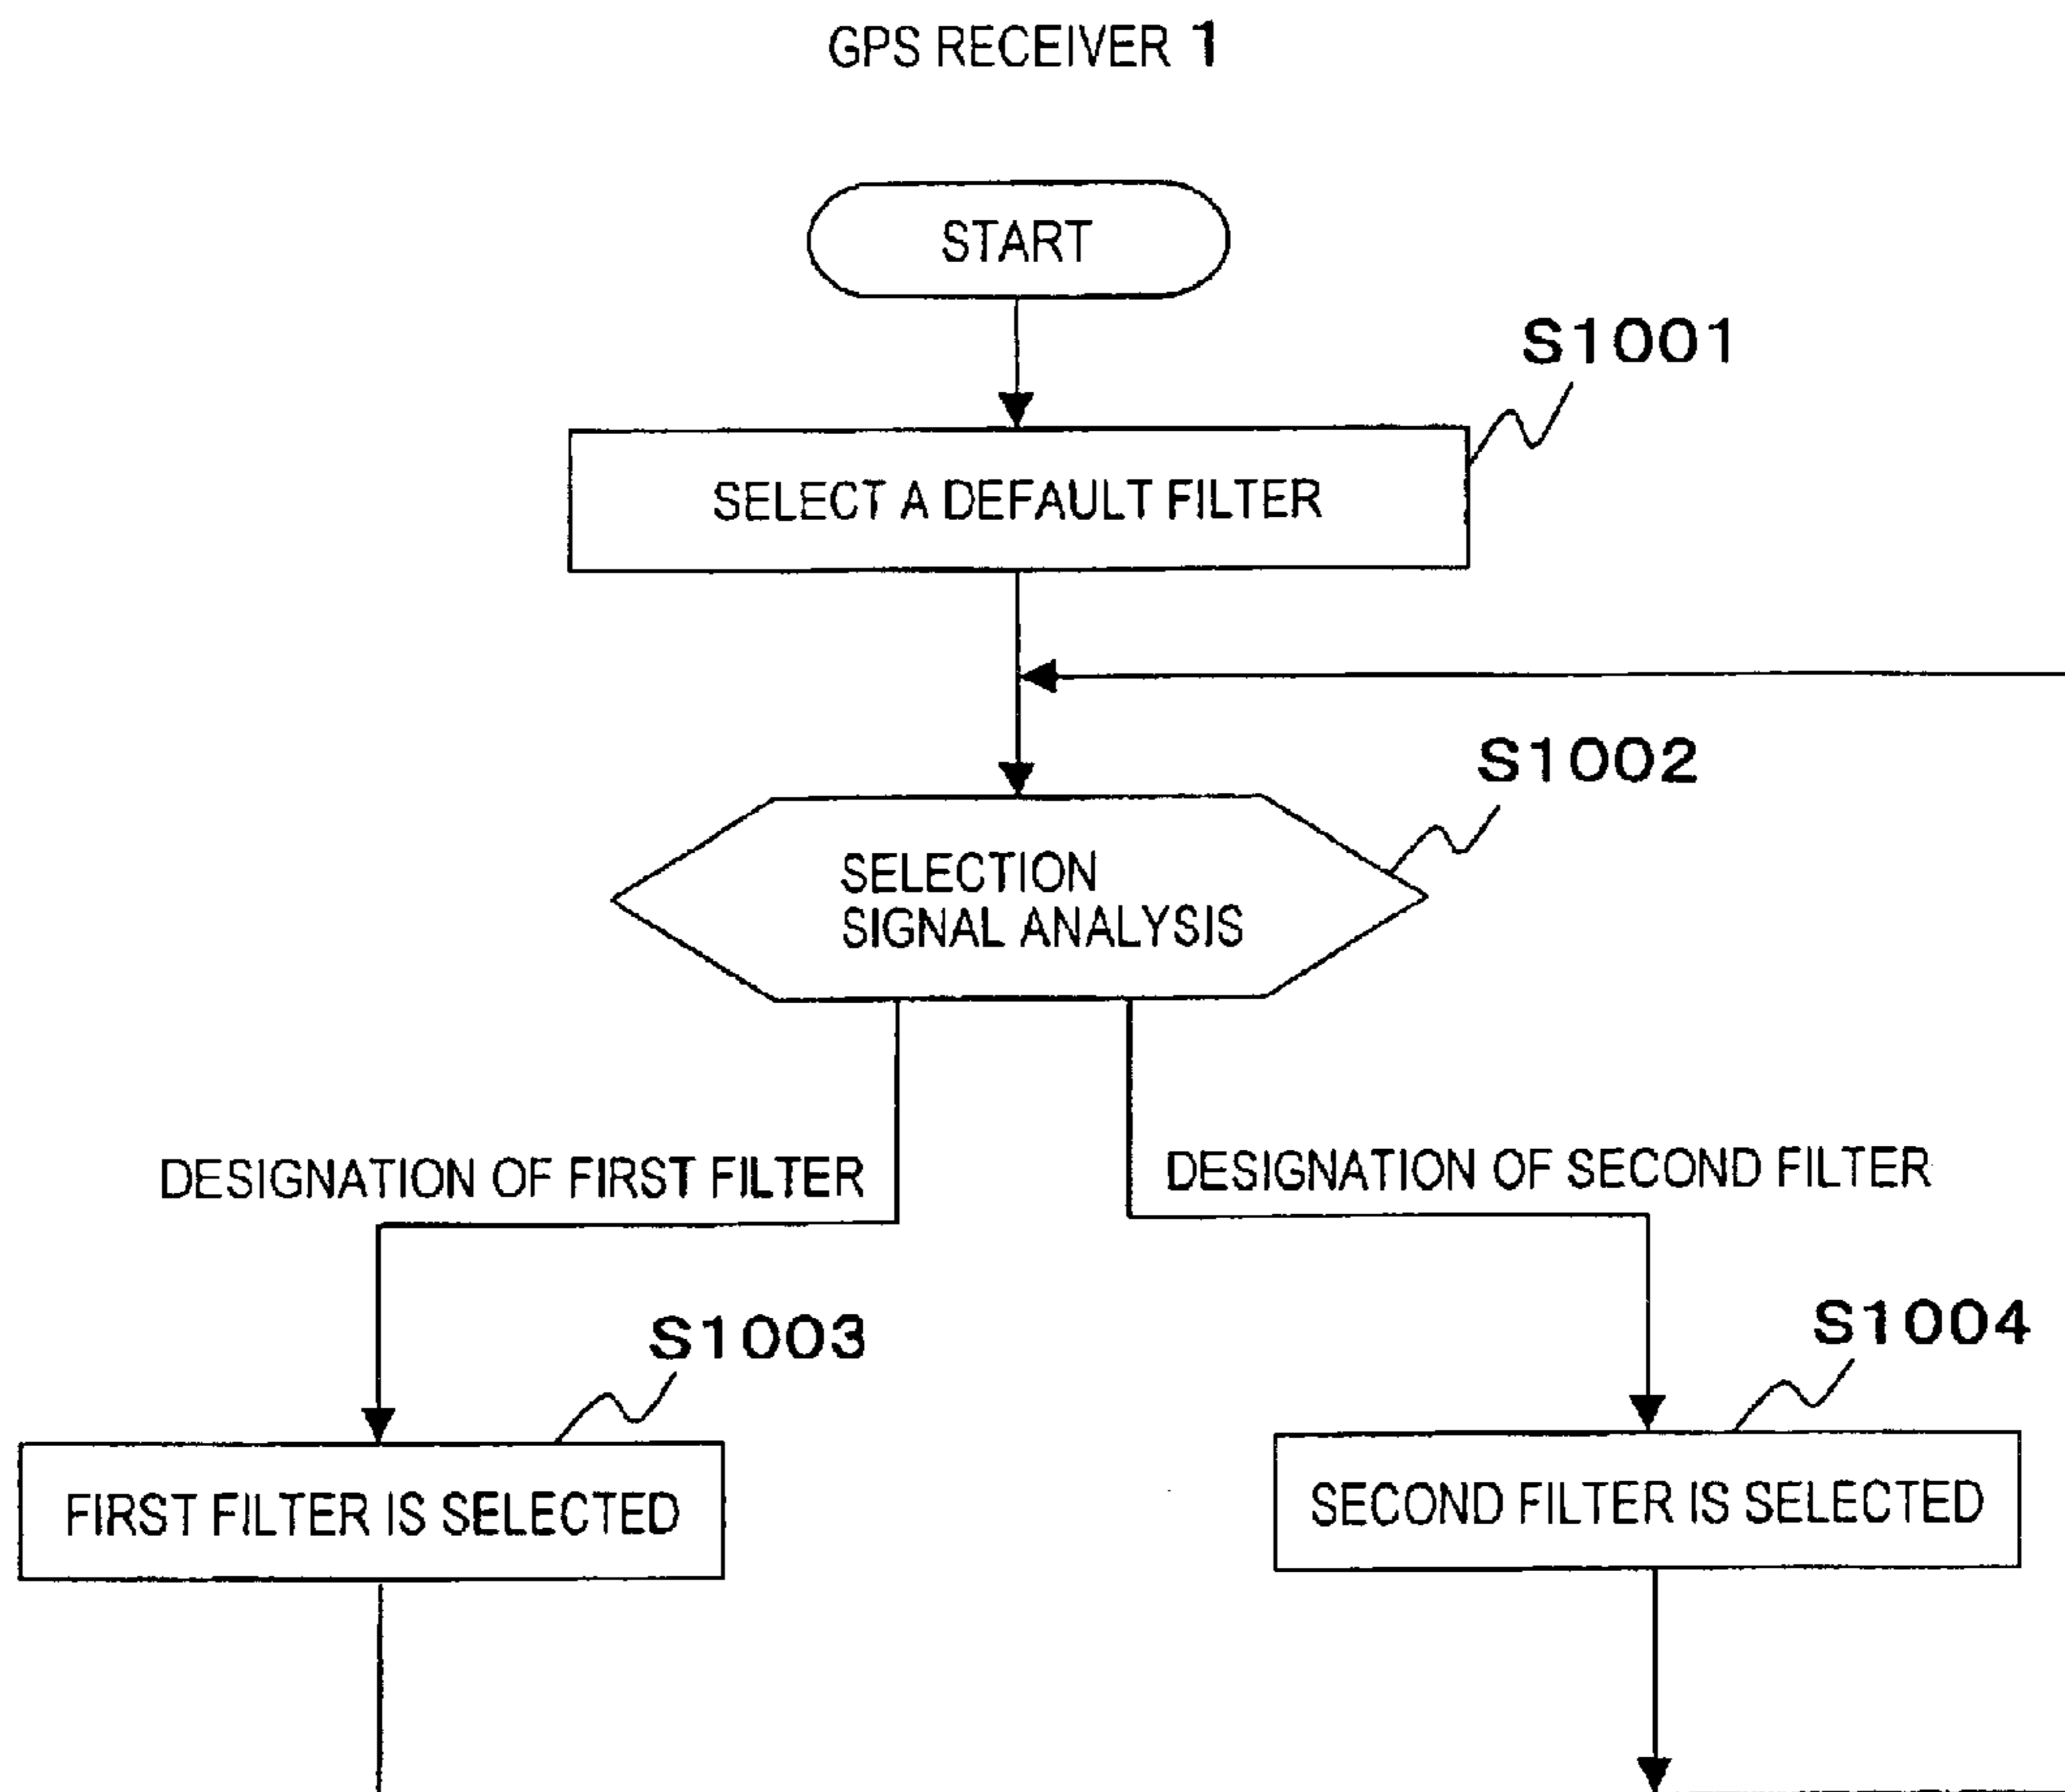 GPS RECEIVER 1
START
S1001
SELECT A DEFAULT FILTER
S1002
SELECTION
SIGNAL ANALYSIS
DESIGNATION OF FIRST FILTER
DESIGNATION OF SECOND FILTER
S1003
S1004
FIRST FILTER IS SELECTED
SECOND FILTER IS SELECTED